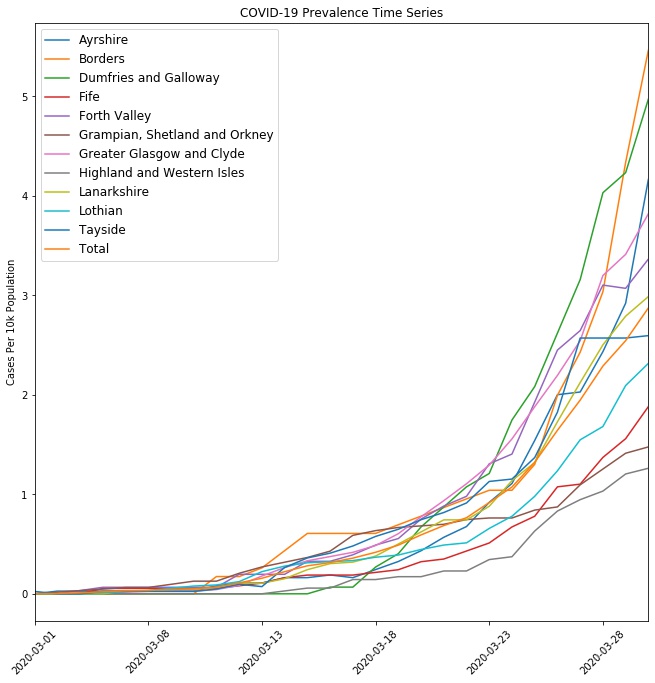 COVID-19 Prevalence Time Series
Ayrshire
Borders
Dumfries and Galloway
Fife
Forth Valley
Grampian, Shetland and Orkney
Greater Glasgow and Clyde
Highland and Western Isles
Lanarkshire
Lothian
Tayside
Total
Cases Per 10k Population
5
4
3
2
1
0
2020-03-01
2020-03-08
2020-03-13
2020-03-18
2020-03-23
2020-03-28